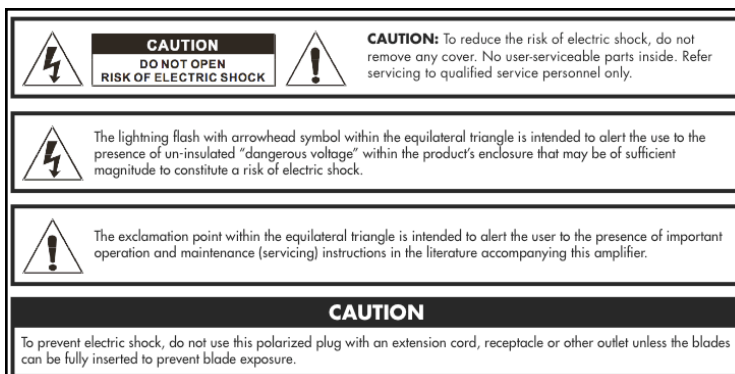 CAUTION
DO NOT OPEN
RISK OF ELECTRIC SHOCK
CAUTION: To reduce the risk of electric shock, do not
remove any cover. No user-serviceable parts inside. Refer
servicing to qualified service personnel only.
The lightning flash with arrowhead symbol within the equilateral triangle is intended to alert the use to the
presence of un-insulated “dangerous voltage” within the product’s enclosure that may be of sufficient
magnitude to constitute a risk of electric shock.
The exclamation point within the equilateral triangle is intended to alert the user to the presence of important
operation and maintenance (servicing) instructions in the literature accompanying this amplifier.
CAUTION
To prevent electric shock, do not use this polarized plug with an extension cord, receptacle or other outlet unless the blades
can be fully inserted to prevent blade exposure.